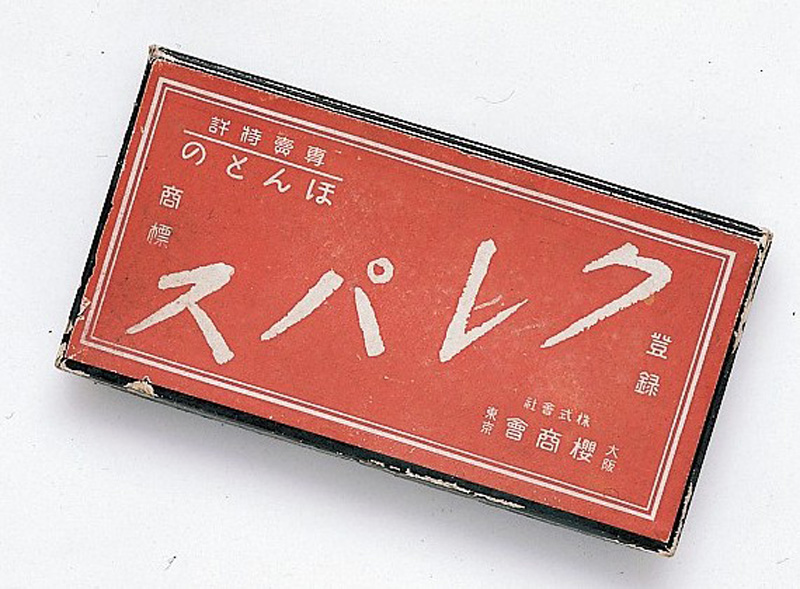 專賣特許
ほんとの
クレパス
登録
商標
株式會社
大阪
櫻商會
東京